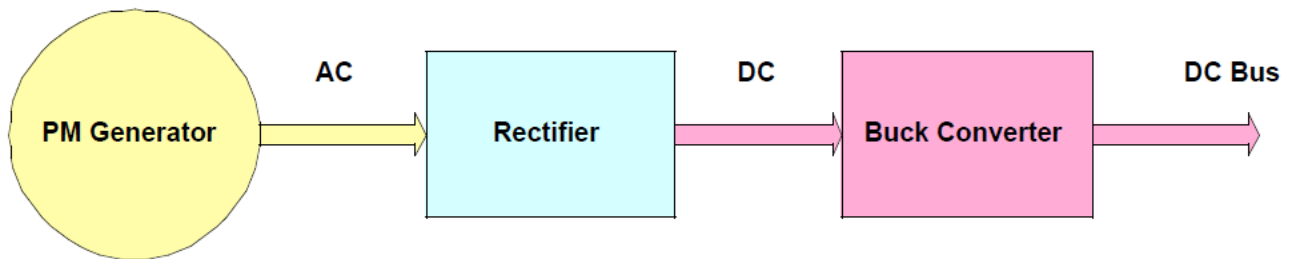 AC
DC
DC Bus
PM Generator
Rectifier
Buck Converter